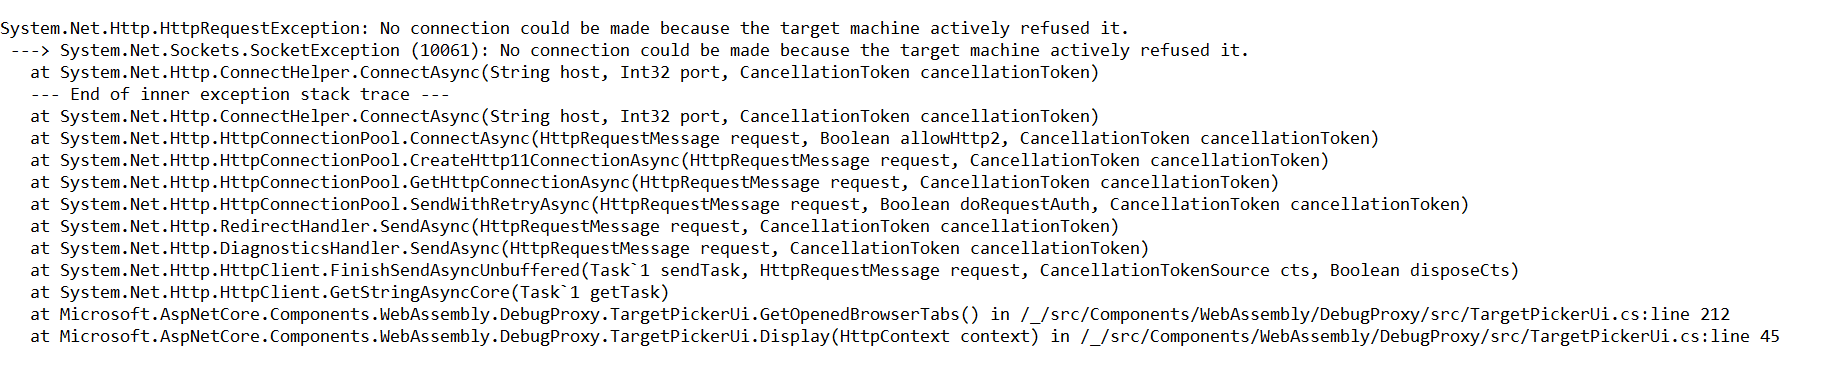 System.Net.Http.HttpRequestException: No connection could be made because the target machine actively refused it.
 ---> System.Net.Sockets.SocketException (10061): No connection could be made because the target machine actively refused it.
   at System.Net.Http.ConnectHelper.ConnectAsync(String host, Int32 port, CancellationToken cancellationToken)
   --- End of inner exception stack trace ---
   at System.Net.Http.ConnectHelper.ConnectAsync(String host, Int32 port, CancellationToken cancellationToken)
   at System.Net.Http.HttpConnectionPool.ConnectAsync(HttpRequestMessage request, Boolean allowHttp2, CancellationToken cancellationToken)
   at System.Net.Http.HttpConnectionPool.CreateHttp11ConnectionAsync(HttpRequestMessage request, CancellationToken cancellationToken)
   at System.Net.Http.HttpConnectionPool.GetHttpConnectionAsync(HttpRequestMessage request, CancellationToken cancellationToken)
   at System.Net.Http.HttpConnectionPool.SendWithRetryAsync(HttpRequestMessage request, Boolean doRequestAuth, CancellationToken cancellationToken)
   at System.Net.Http.RedirectHandler.SendAsync(HttpRequestMessage request, CancellationToken cancellationToken)
   at System.Net.Http.DiagnosticsHandler.SendAsync(HttpRequestMessage request, CancellationToken cancellationToken)
   at System.Net.Http.HttpClient.FinishSendAsyncUnbuffered(Task`1 sendTask, HttpRequestMessage request, CancellationTokenSource cts, Boolean disposeCts)
   at System.Net.Http.HttpClient.GetStringAsyncCore(Task`1 getTask)
   at Microsoft.AspNetCore.Components.WebAssembly.DebugProxy.TargetPickerUi.GetOpenedBrowserTabs() in /_/src/Components/WebAssembly/DebugProxy/src/TargetPickerUi.cs:line 212
   at Microsoft.AspNetCore.Components.WebAssembly.DebugProxy.TargetPickerUi.Display(HttpContext context) in /_/src/Components/WebAssembly/DebugProxy/src/TargetPickerUi.cs:line 45